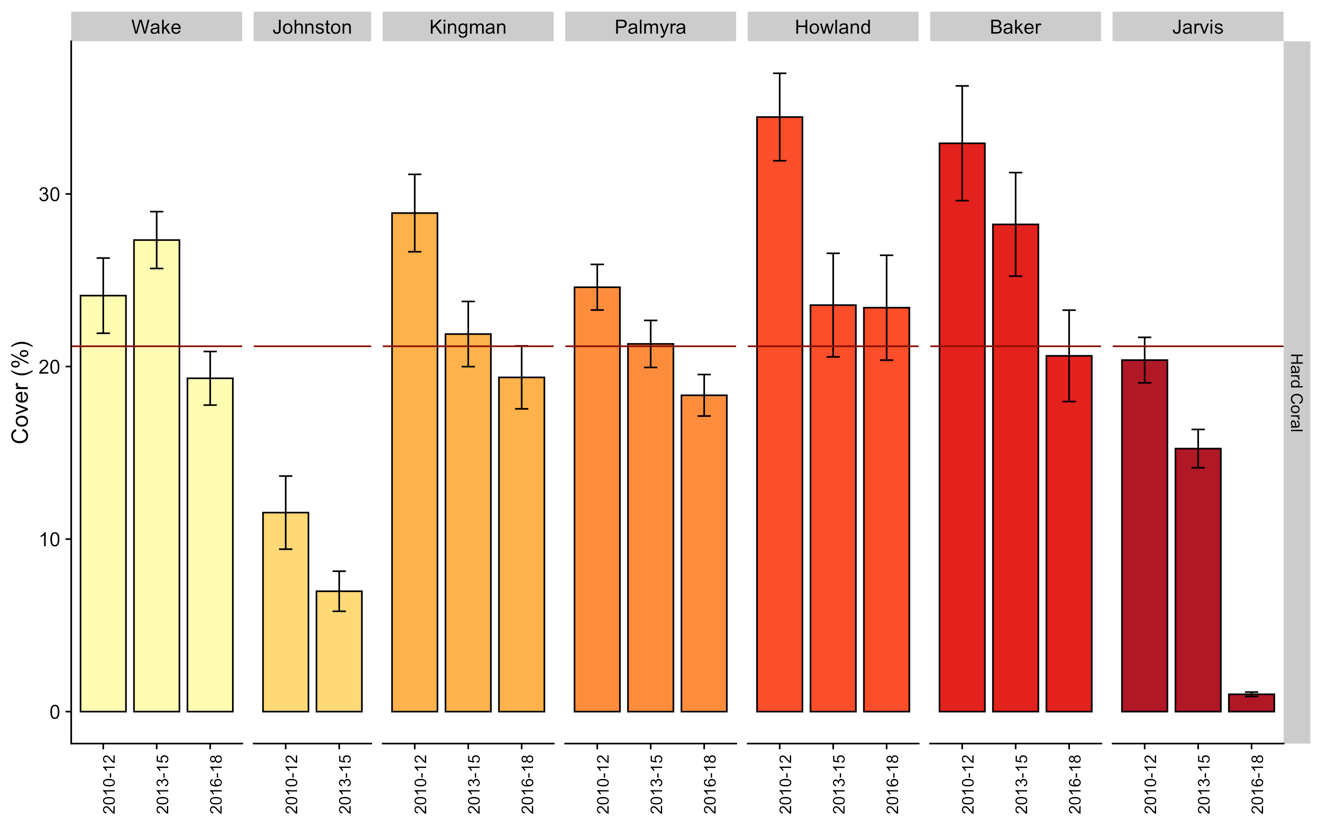 Wake Johnston Kingman Palmyra Howland Baker Jarvis
Cover (%)
30
20
10
0
Hard Coral
2010-12 2013-15 2016-18 2010-12 2013-15 2010-12 2013-15 2016-18 2010-12 2013-15 2016-18 2010-12 2013-15 2016-18 2010-12 2013-15 2016-18 2010-12 2013-15 2016-18